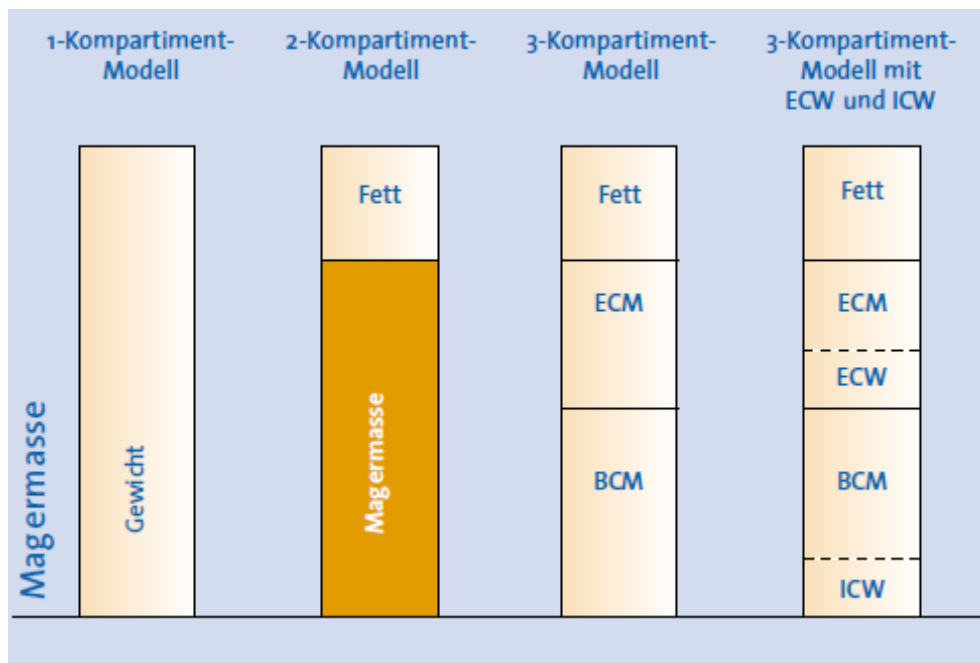 1-Kompartiment-
Modell
2-Kompartiment-
Modell
3-Kompartiment-
Modell
3-Kompartiment-
Modell mit
ECW und ICW
Magermasse
Gewicht
Fett
Magermasse
Fett
ECM
BCM
Fett
ECM
ECW
BCM
ICW